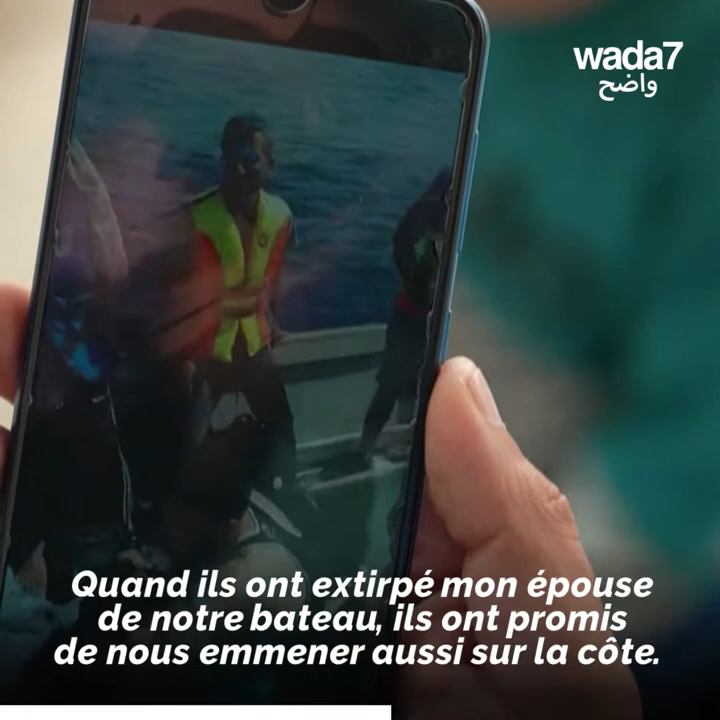 wada7
واضح
Quand ils ont extirpé mon épouse
de notre bateau, ils ont promis
de nous emmener aussi sur la côte.